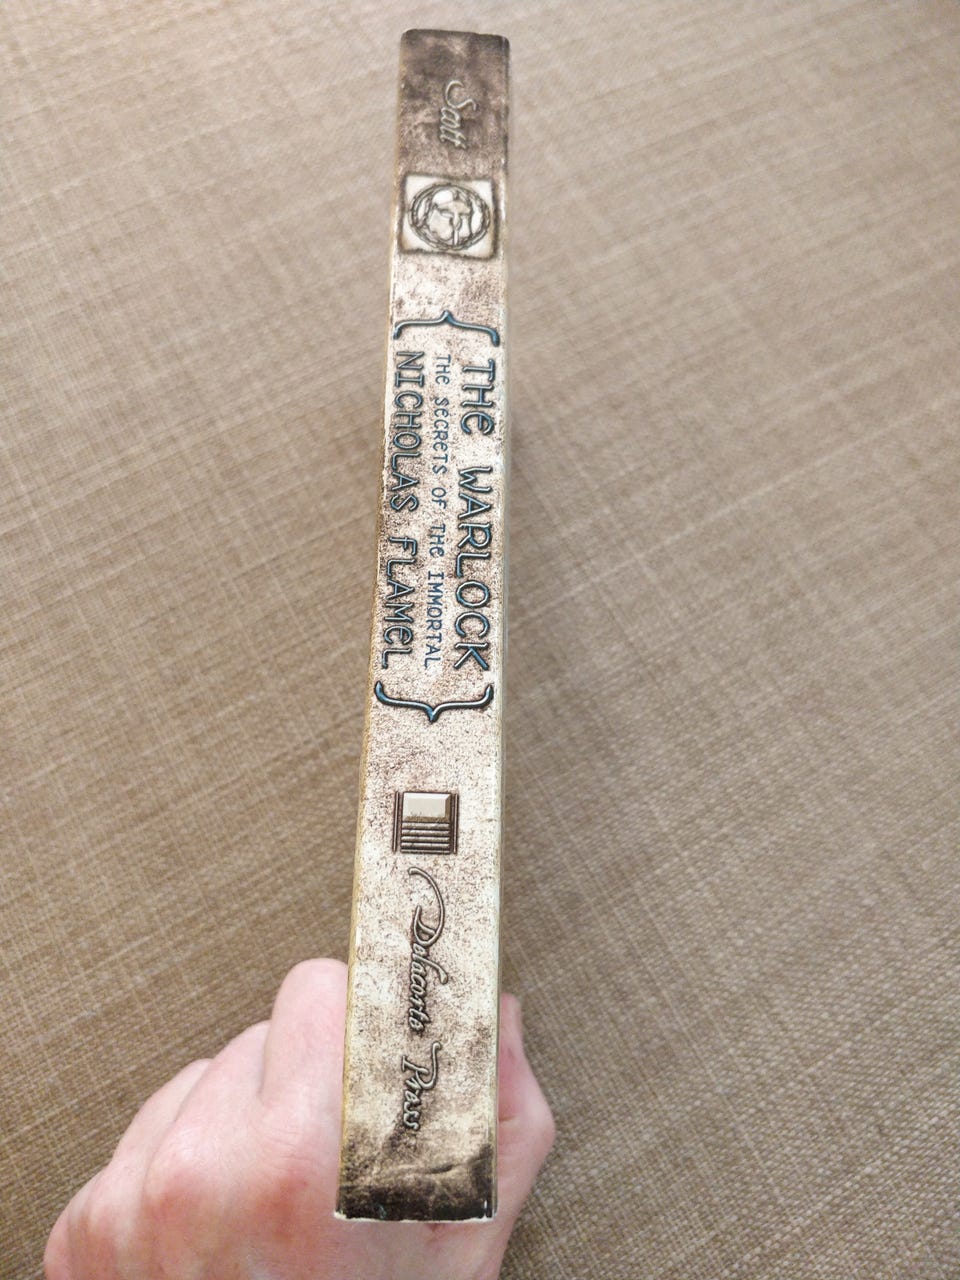 Scott
{ THE WARLOCK
THE SECRETS OF THE IMMORTAL
NICHOLAS FLAMEL }
Delacorte Press